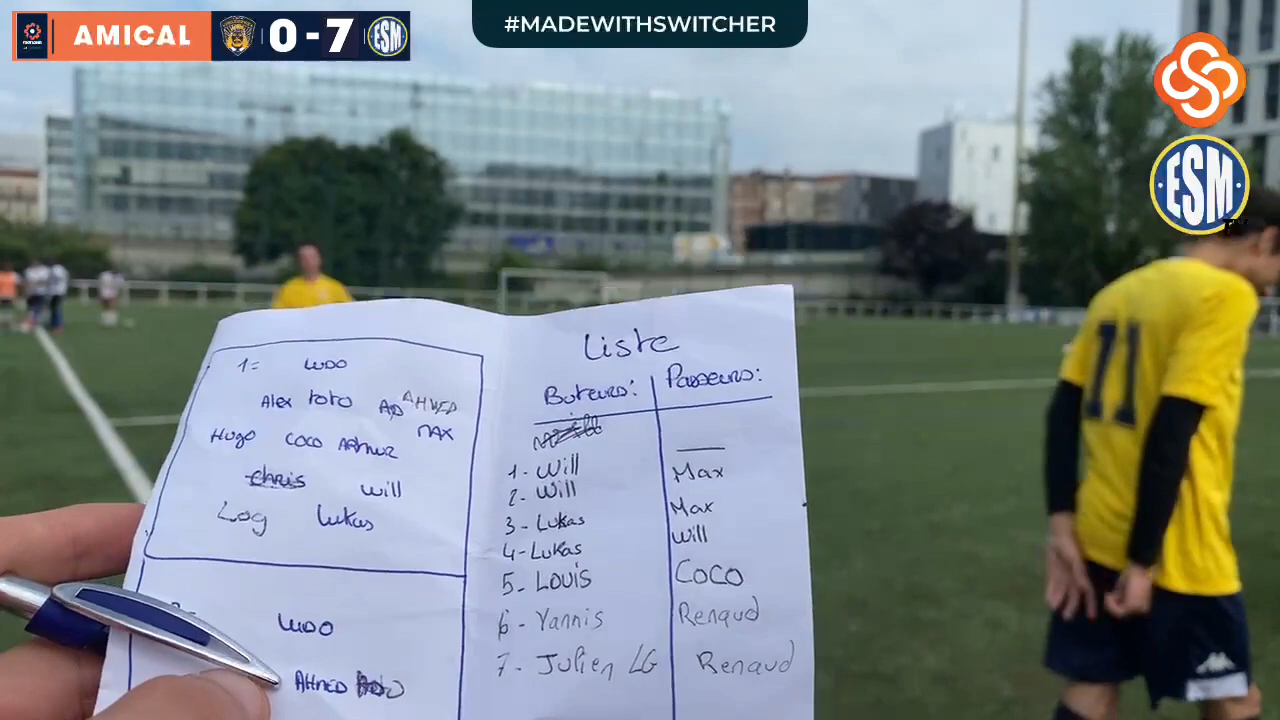 AMICAL 0-7 ESM
#MADEWITHSWITCHER
ESM
11
1= LUDO
Alex toto AHMED
Hugo COCO ARTHUR MAX
Chris will
Log Lukas
LUDO
AHMED
Liste
Buteurs: Passeurs:
1- Will —
2- Will Max
3- Lukas Max
4- Lukas Will
5- LOUIS COCO
6- Yannis Renaud
7- Julien LG Renaud